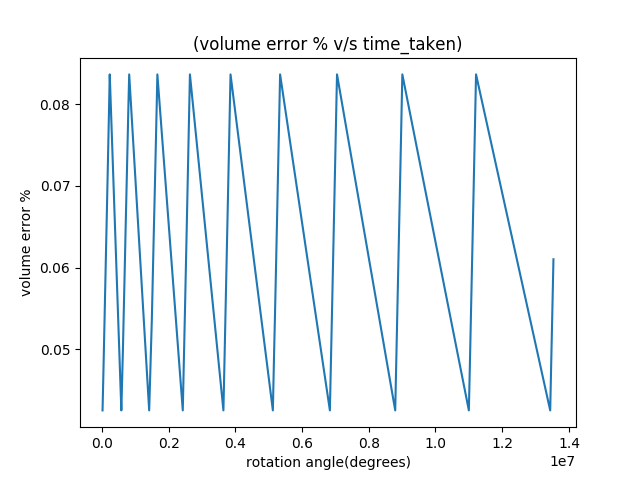 (volume error % v/s time_taken)
0.08
0.07
0.06
0.05
volume error %
0.0 0.2 0.4 0.6 0.8 1.0 1.2 1.4
1e7
rotation angle(degrees)